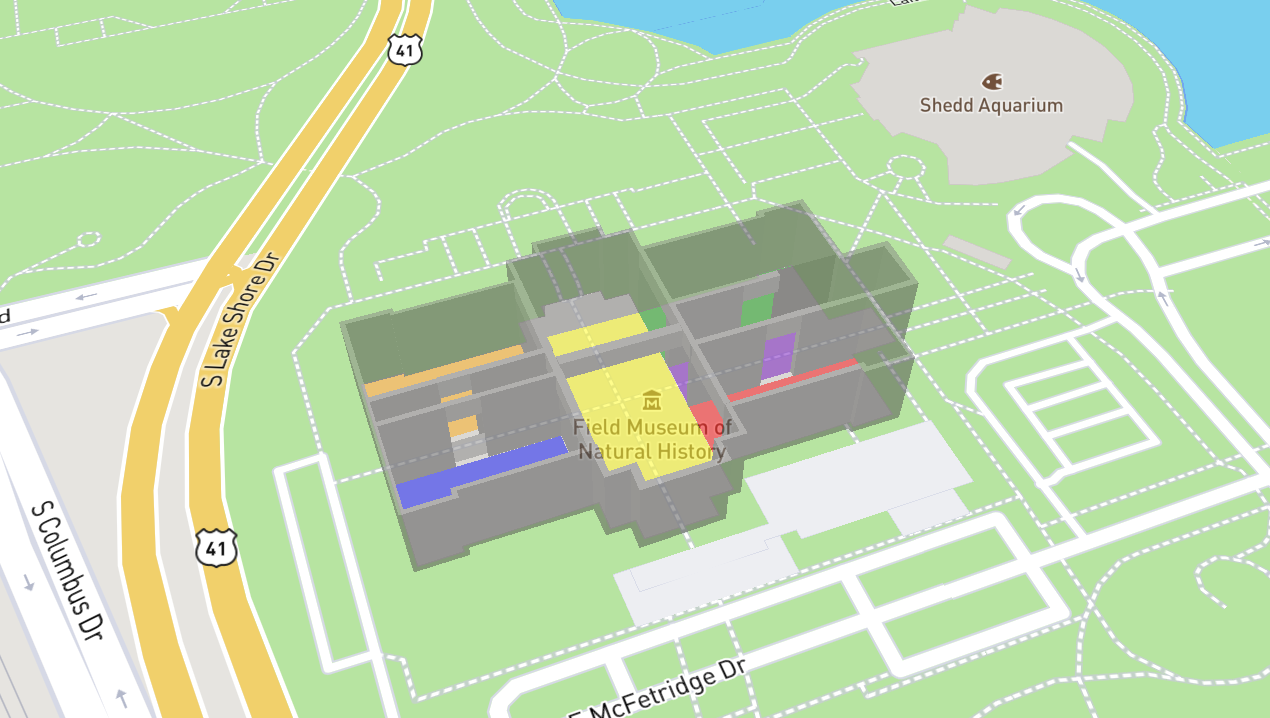 41
Shedd Aquarium
S Lake Shore Dr
Field Museum of
Natural History
S Columbus Dr
41
E McFetridge Dr